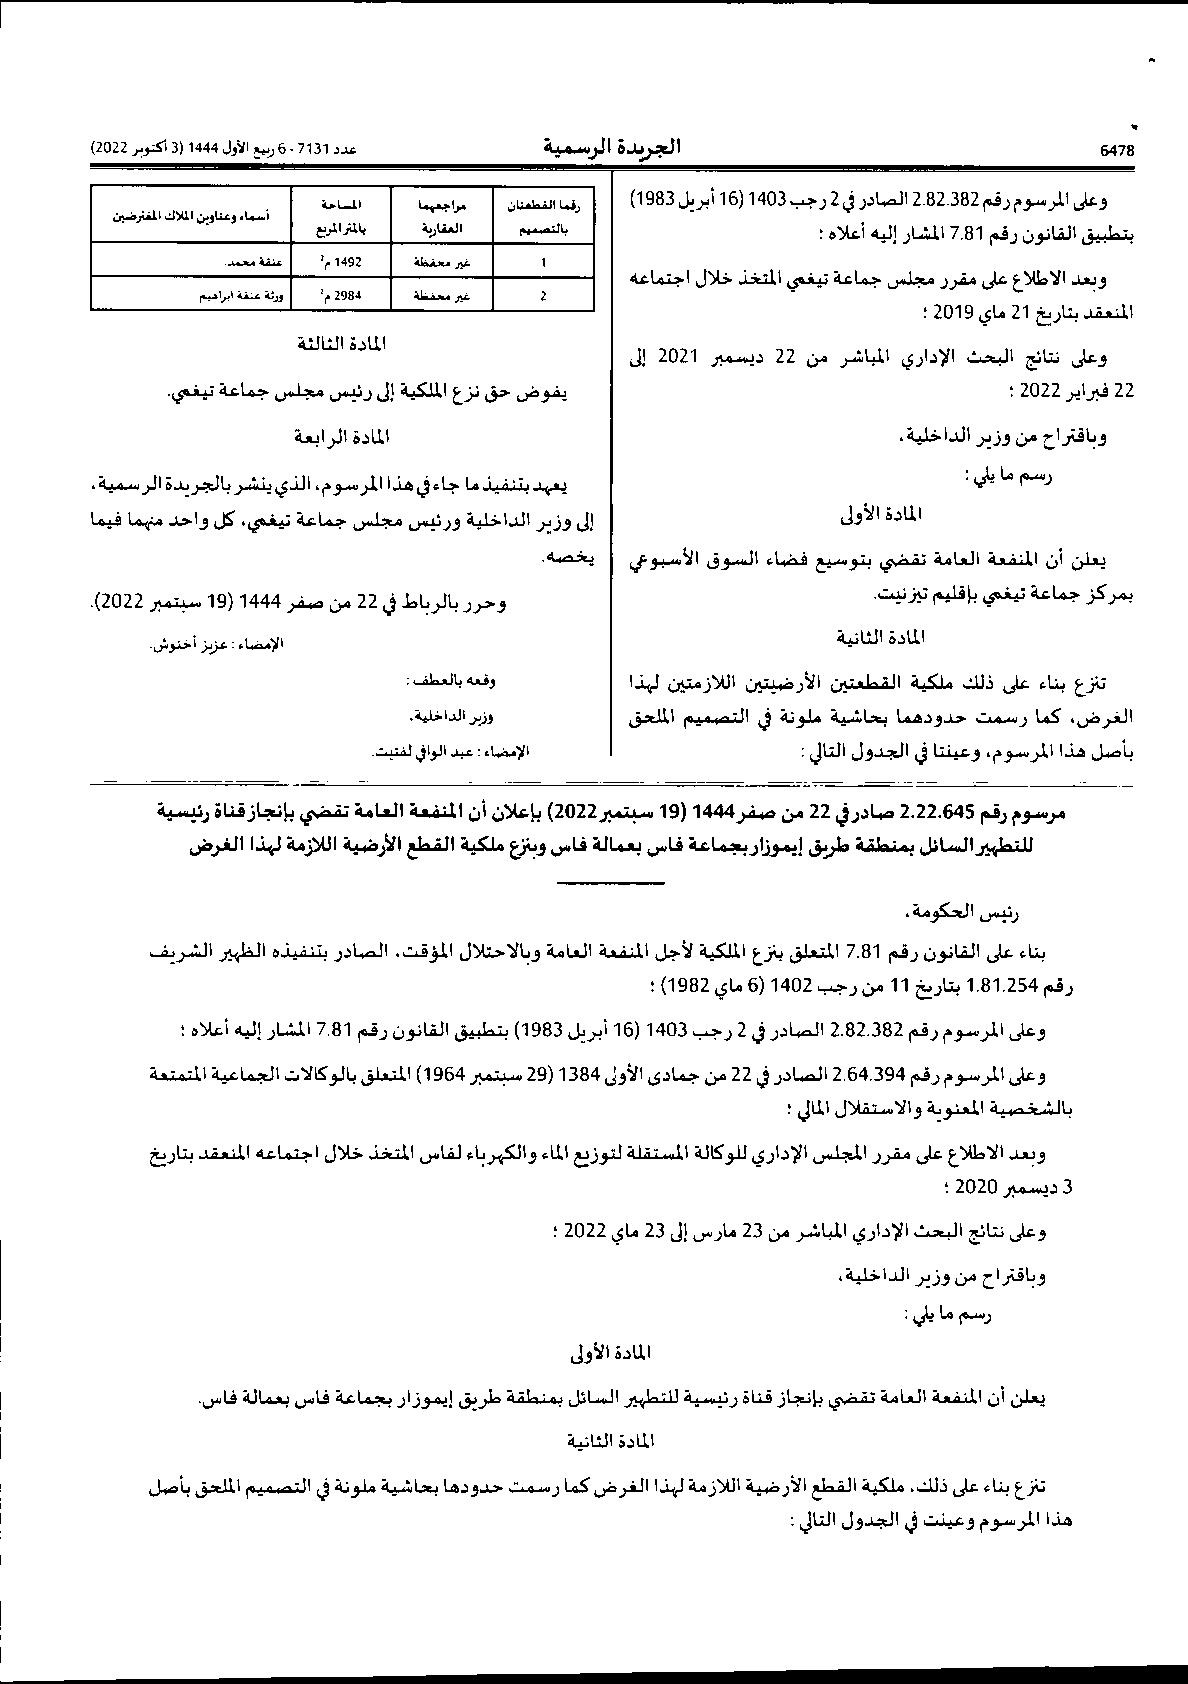 6478
الجريدة الرسمية
عدد 7131 - 6 ربيع الأول 1444 (3 أكتوبر 2022)
وعلى المرسوم رقم 2.82.382 الصادر في 2 رجب 1403 (16 أبريل 1983)
بتطبيق القانون رقم 7.81 المشار إليه أعلاه ؛
وبعد الاطلاع على مقرر مجلس جماعة تيغمي المتخذ خلال اجتماعه
المنعقد بتاريخ 21 ماي 2019 ؛
وعلى نتائج البحث الإداري المباشر من 22 ديسمبر 2021 إلى
22 فبراير 2022 ؛
وباقتراح من وزير الداخلية،
رسم ما يلي :
المادة الأولى
يعلن أن المنفعة العامة تقضي بتوسيع فضاء السوق الأسبوعي
بمركز جماعة تيغمي بإقليم تيزنيت.
المادة الثانية
تنزع بناء على ذلك ملكية القطعتين الأرضيتين اللازمتين لهذا
الغرض، كما رسمت حدودهما بحاشية ملونة في التصميم الملحق
بأصل هذا المرسوم، وعينتا في الجدول التالي :
رقما القطعتان بالتصميم | مراجعهما العقارية | المساحة بالمتر المربع | أسماء وعناوين الملاك المفترضين
1 | غير محفظة | 1492 م² | عنقة محمد.
2 | غير محفظة | 2984 م² | ورثة عنقة ابراهيم
المادة الثالثة
يفوض حق نزع الملكية إلى رئيس مجلس جماعة تيغمي.
المادة الرابعة
يعهد بتنفيذ ما جاء في هذا المرسوم، الذي ينشر بالجريدة الرسمية،
إلى وزير الداخلية ورئيس مجلس جماعة تيغمي، كل واحد منهما فيما
يخصه.
وحرر بالرباط في 22 من صفر 1444 (19 سبتمبر 2022).
الإمضاء : عزيز أخنوش.
وقعه بالعطف :
وزير الداخلية،
الإمضاء : عبد الوافي لفتيت.
مرسوم رقم 2.22.645 صادر في 22 من صفر 1444 (19 سبتمبر 2022) بإعلان أن المنفعة العامة تقضي بإنجاز قناة رئيسية
للتطهير السائل بمنطقة طريق إيموزار بجماعة فاس بعمالة فاس وبنزع ملكية القطع الأرضية اللازمة لهذا الغرض
رئيس الحكومة،
بناء على القانون رقم 7.81 المتعلق بنزع الملكية لأجل المنفعة العامة وبالاحتلال المؤقت، الصادر بتنفيذه الظهير الشريف
رقم 1.81.254 بتاريخ 11 من رجب 1402 (6 ماي 1982) ؛
وعلى المرسوم رقم 2.82.382 الصادر في 2 رجب 1403 (16 أبريل 1983) بتطبيق القانون رقم 7.81 المشار إليه أعلاه ؛
وعلى المرسوم رقم 2.64.394 الصادر في 22 من جمادى الأولى 1384 (29 سبتمبر 1964) المتعلق بالوكالات الجماعية المتمتعة
بالشخصية المعنوية والاستقلال المالي ؛
وبعد الاطلاع على مقرر المجلس الإداري للوكالة المستقلة لتوزيع الماء والكهرباء لفاس المتخذ خلال اجتماعه المنعقد بتاريخ
3 ديسمبر 2020 ؛
وعلى نتائج البحث الإداري المباشر من 23 مارس إلى 23 ماي 2022 ؛
وباقتراح من وزير الداخلية،
رسم ما يلي :
المادة الأولى
يعلن أن المنفعة العامة تقضي بإنجاز قناة رئيسية للتطهير السائل بمنطقة طريق إيموزار بجماعة فاس بعمالة فاس.
المادة الثانية
تنزع بناء على ذلك، ملكية القطع الأرضية اللازمة لهذا الغرض كما رسمت حدودها بحاشية ملونة في التصميم الملحق بأصل
هذا المرسوم وعينت في الجدول التالي :